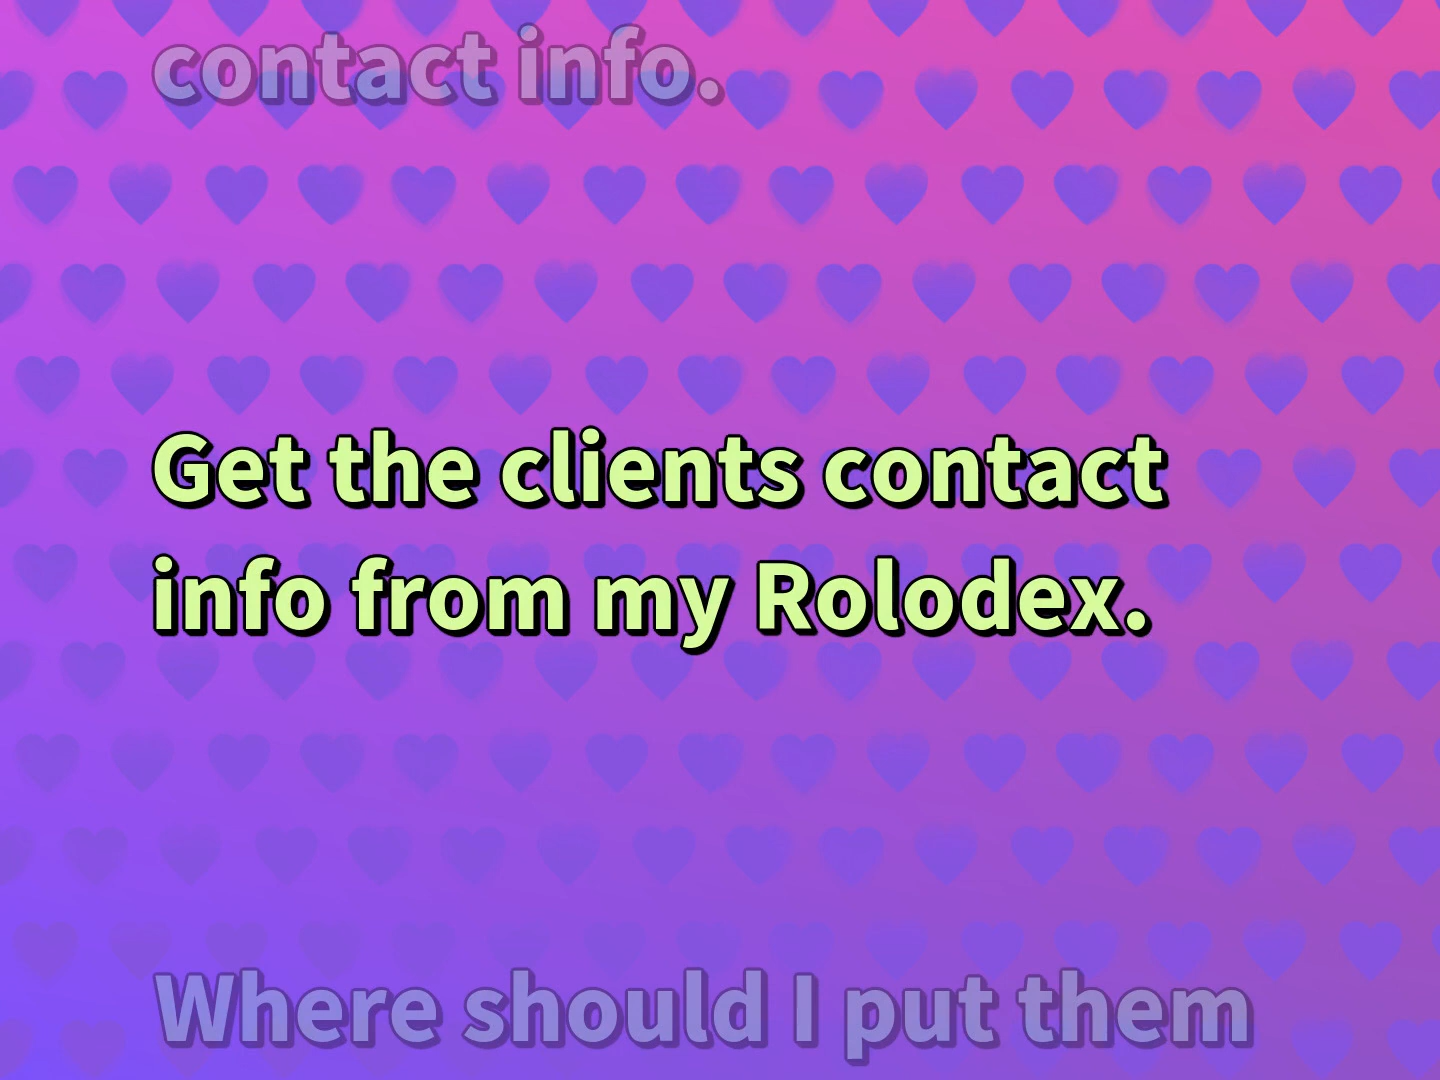 contact info.
Get the clients contact
info from my Rolodex.
Where should I put them